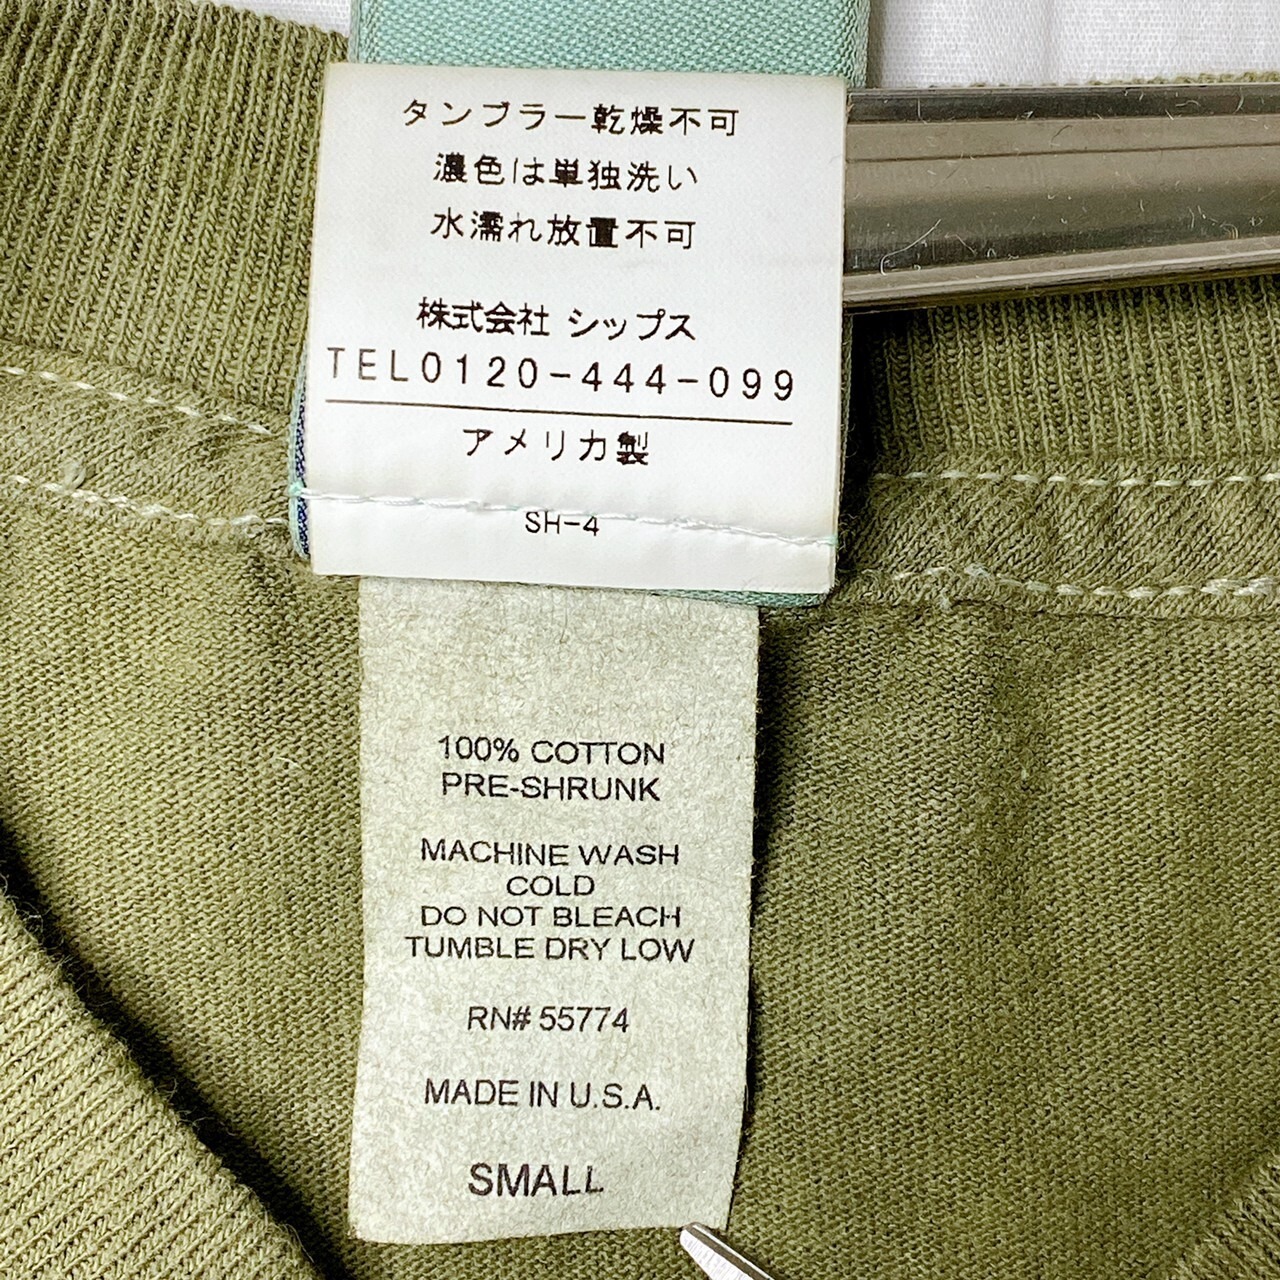 タンブラー乾燥不可
濃色は単独洗い
水濡れ放置不可
株式会社 シップス
TEL0120-444-099
アメリカ製
SH-4
100% COTTON
PRE-SHRUNK
MACHINE WASH
COLD
DO NOT BLEACH
TUMBLE DRY LOW
RN# 55774
MADE IN U.S.A.
SMALL